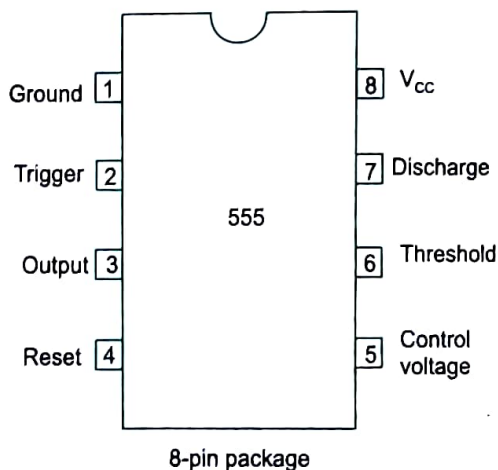 Ground 1
8 V_CC
Trigger 2
7 Discharge
555
Output 3
6 Threshold
Reset 4
5 Control
voltage
8-pin package